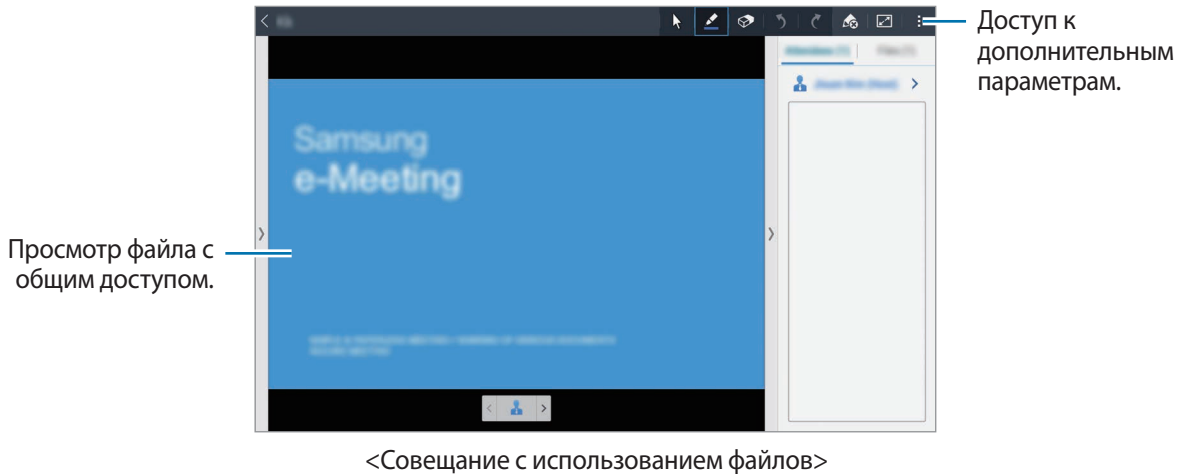 Доступ к
дополнительным
параметрам.
Samsung
e-Meeting
Просмотр файла с
общим доступом.
<Совещание с использованием файлов>